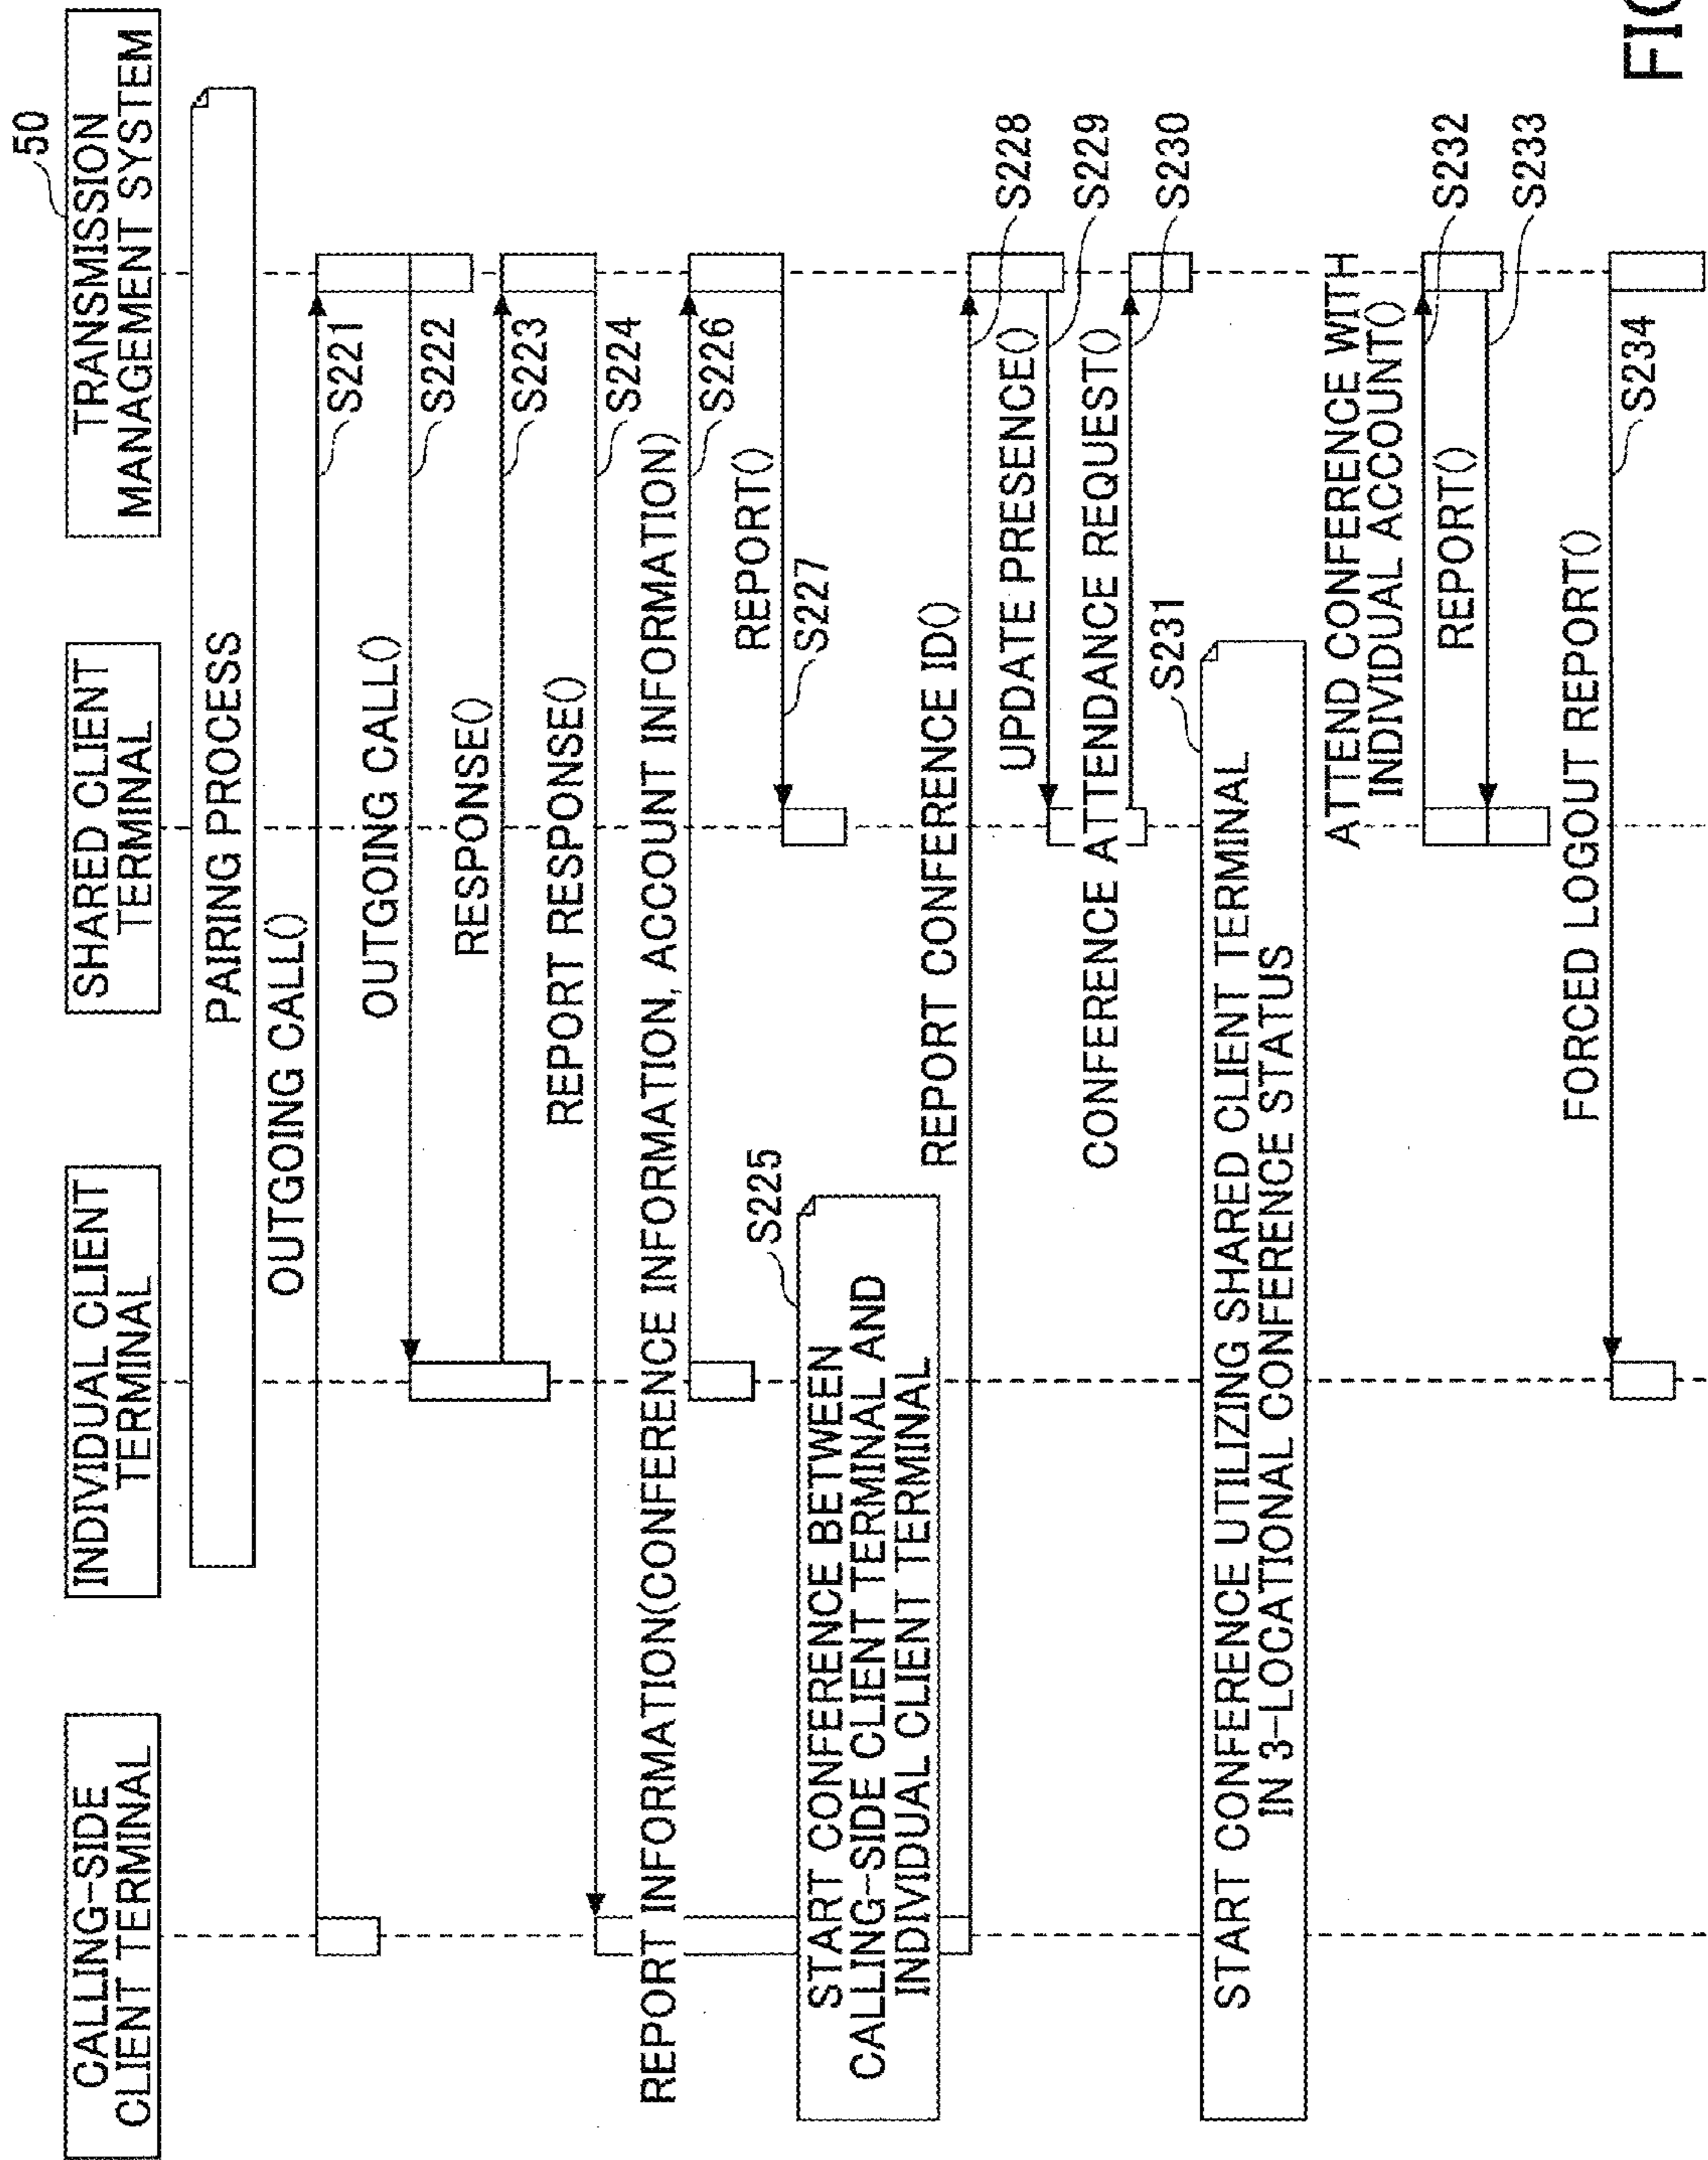 CALLING-SIDE
CLIENT TERMINAL
INDIVIDUAL CLIENT
TERMINAL
SHARED CLIENT
TERMINAL
50
TRANSMISSION
MANAGEMENT SYSTEM
PAIRING PROCESS
OUTGOING CALL()
S221
OUTGOING CALL()
S222
RESPONSE()
S223
REPORT RESPONSE()
S224
REPORT INFORMATION(CONFERENCE INFORMATION, ACCOUNT INFORMATION)
S226
REPORT()
S227
S225
START CONFERENCE BETWEEN
CALLING-SIDE CLIENT TERMINAL AND
INDIVIDUAL CLIENT TERMINAL
REPORT CONFERENCE ID()
S228
UPDATE PRESENCE()
S229
CONFERENCE ATTENDANCE REQUEST()
S230
S231
START CONFERENCE UTILIZING SHARED CLIENT TERMINAL
IN 3-LOCATIONAL CONFERENCE STATUS
ATTEND CONFERENCE WITH
INDIVIDUAL ACCOUNT()
S232
REPORT()
S233
FORCED LOGOUT REPORT()
S234